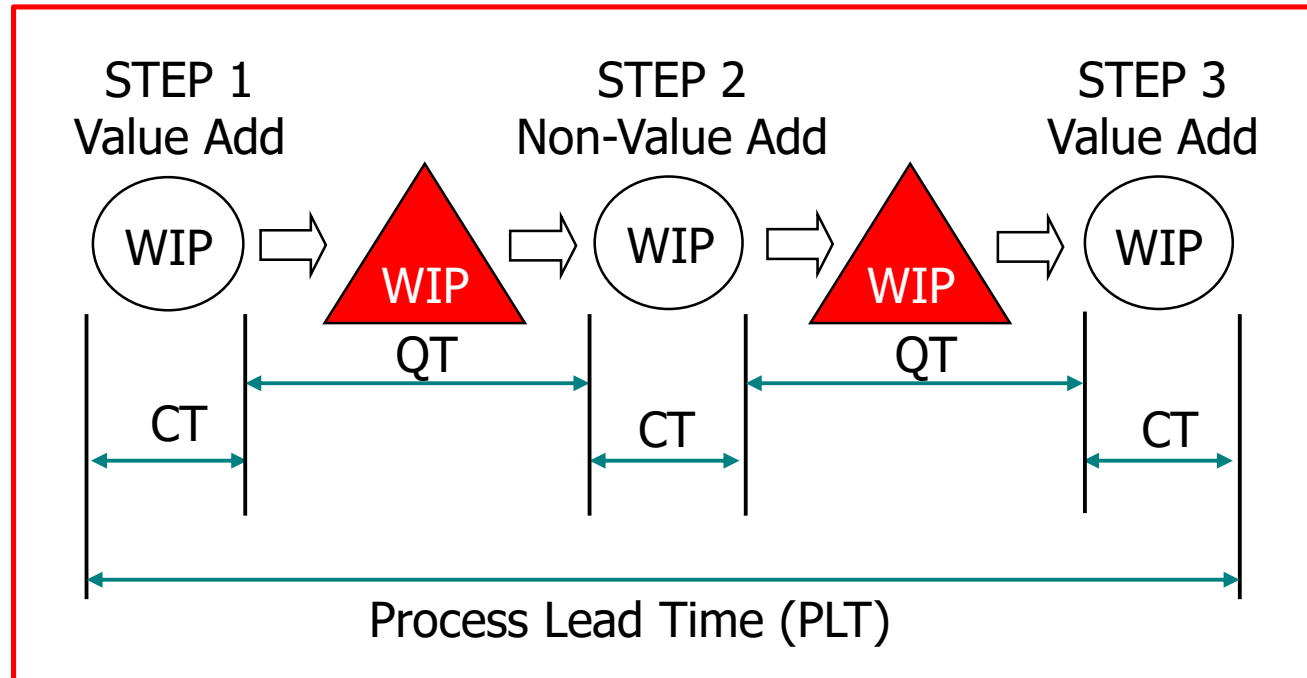 STEP 1
Value Add
STEP 2
Non-Value Add
STEP 3
Value Add
WIP
WIP
WIP
WIP
WIP
QT
QT
CT
CT
CT
Process Lead Time (PLT)